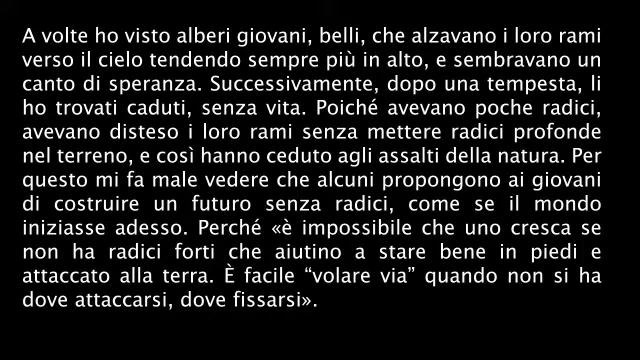 A volte ho visto alberi giovani, belli, che alzavano i loro rami
verso il cielo tendendo sempre più in alto, e sembravano un
canto di speranza. Successivamente, dopo una tempesta, li
ho trovati caduti, senza vita. Poiché avevano poche radici,
avevano disteso i loro rami senza mettere radici profonde
nel terreno, e così hanno ceduto agli assalti della natura. Per
questo mi fa male vedere che alcuni propongono ai giovani
di costruire un futuro senza radici, come se il mondo
iniziasse adesso. Perché «è impossibile che uno cresca se
non ha radici forti che aiutino a stare bene in piedi e
attaccato alla terra. È facile “volare via” quando non si ha
dove attaccarsi, dove fissarsi».